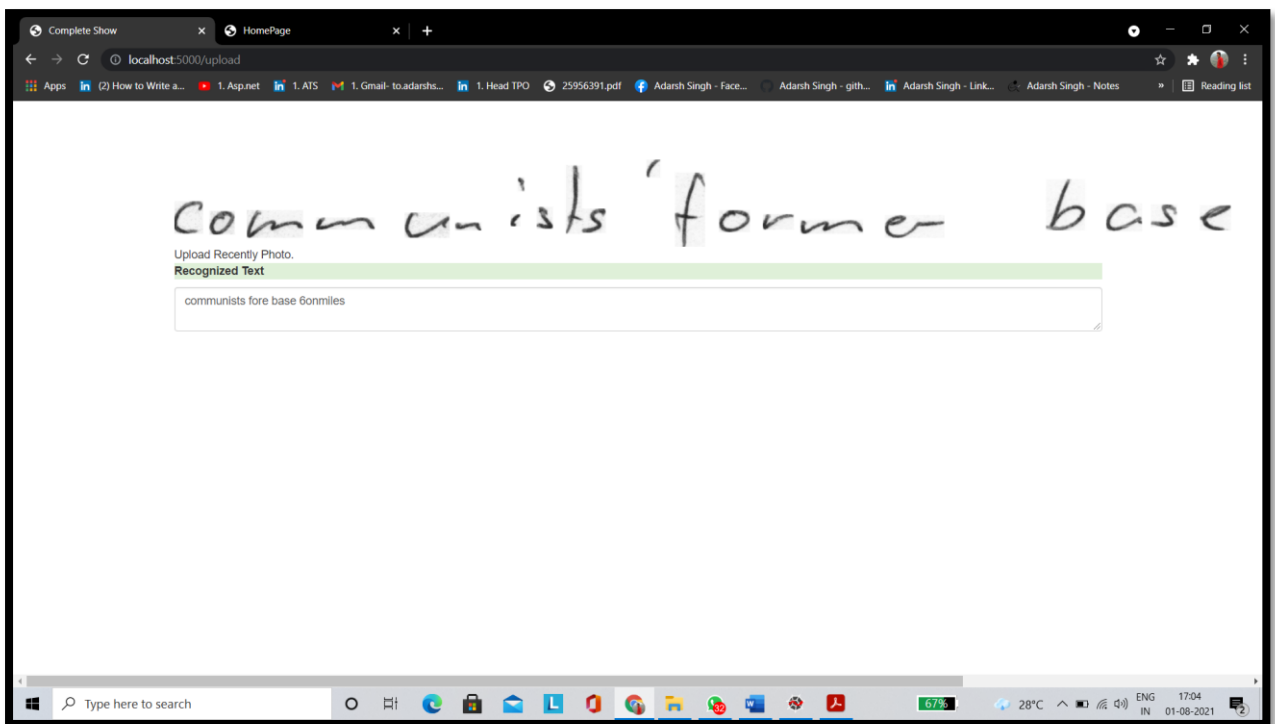 Complete Show
HomePage
localhost:5000/upload
Apps (2) How to Write a... 1. Asp.net 1. ATS 1. Gmail- to.adarshs... 1. Head TPO 25956391.pdf Adarsh Singh - Face... Adarsh Singh - gith... Adarsh Singh - Link... Adarsh Singh - Notes » Reading list
communists' former base
Upload Recently Photo.
Recognized Text
communists fore base 6onmiles
Type here to search
67% 28°C ENG 17:04
IN 01-08-2021